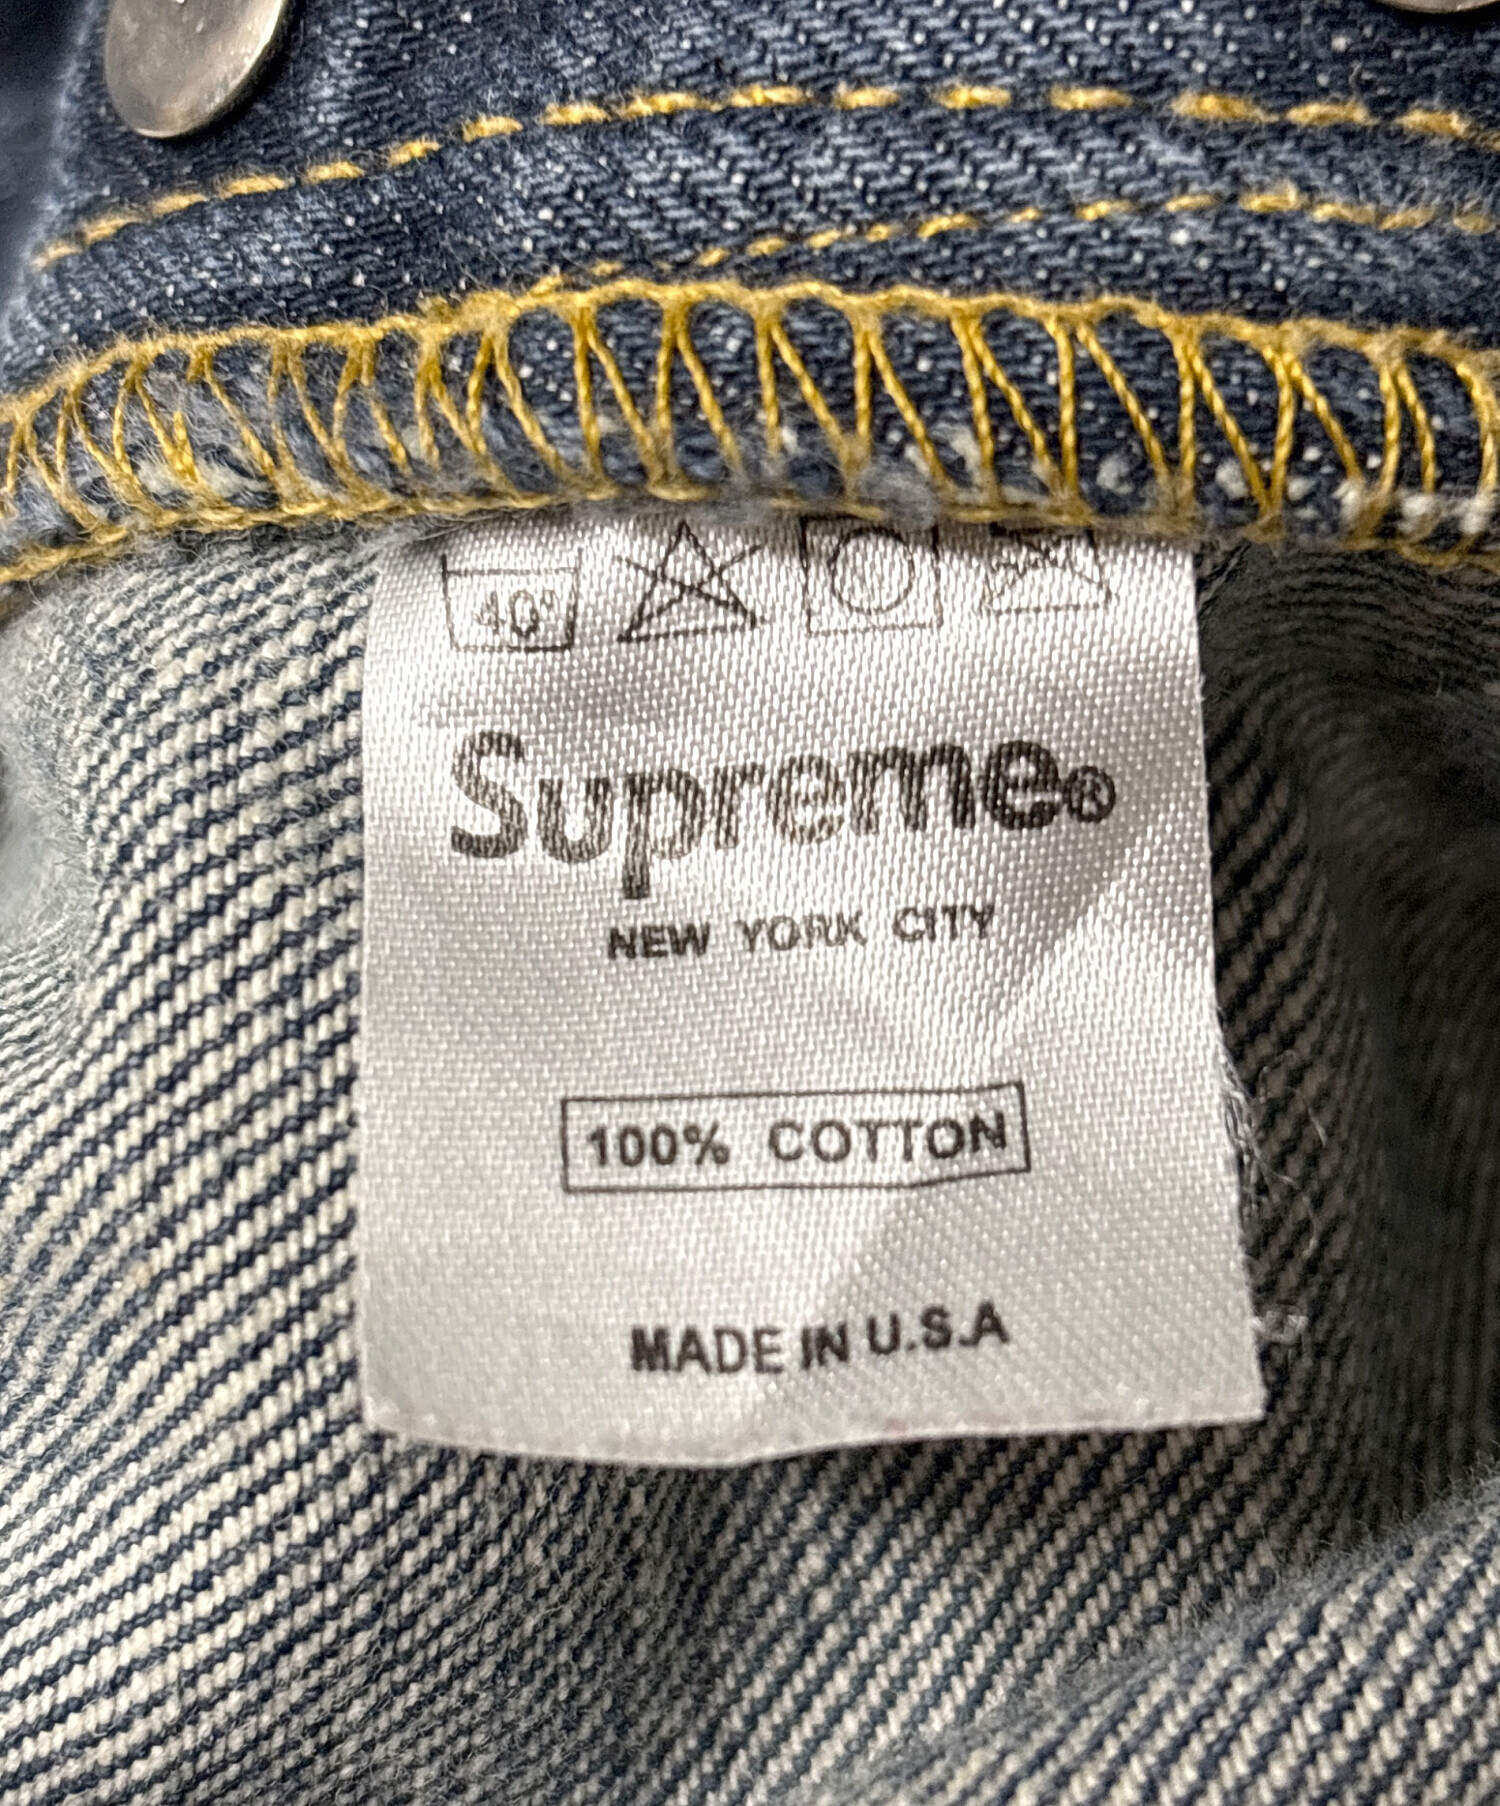 40°
Supreme®
NEW YORK CITY
100% COTTON
MADE IN U.S.A